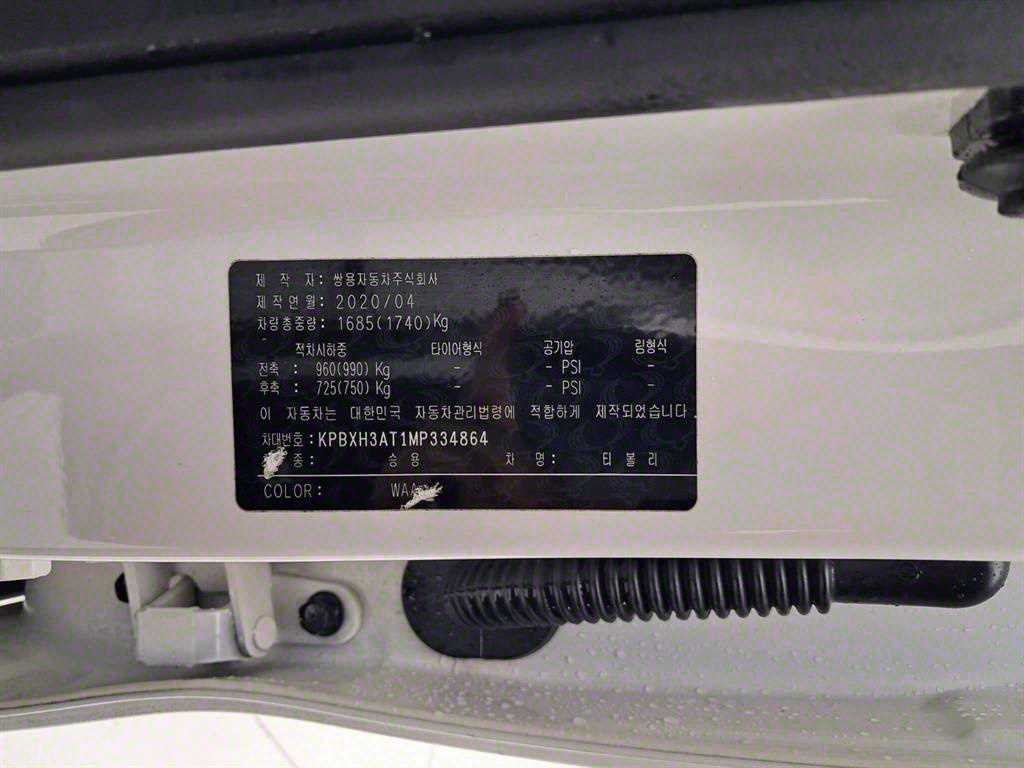 제 작 자: 쌍용자동차주식회사
제작연월: 2020/04
차량총중량: 1685(1740)Kg
적차시하중 타이어형식 공기압 림형식
전축 : 960(990) Kg - - PSI -
후축 : 725(750) Kg - - PSI -
이 자동차는 대한민국 자동차관리법령에 적합하게 제작되었습니다.
차대번호:KPBXH3AT1MP334864
종: 승 용 차 명: 티 볼 리
COLOR: WAA